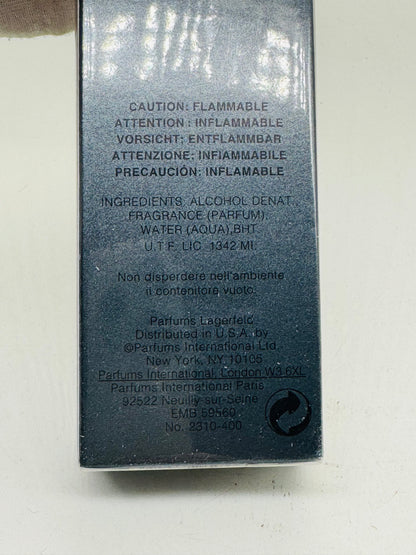 CAUTION: FLAMMABLE
ATTENTION : INFLAMMABLE
VORSICHT: ENTFLAMMBAR
ATTENZIONE: INFIAMMABILE
PRECAUCIÓN: INFLAMABLE
INGREDIENTS, ALCOHOL DENAT,
FRAGRANCE (PARFUM),
WATER (AQUA),BHT.
U.T.F. LIC. 1342 MI.
Non disperdere nell'ambiente
il contenitore vuoto.
Parfums Lagerfeld
Distributed in U.S.A. by
©Parfums International Ltd.
New York, NY 10105
Parfums International, London W3 6XL
Parfums International Paris
92522 Neuilly-sur-Seine
EMB 59560
No. 2310-400